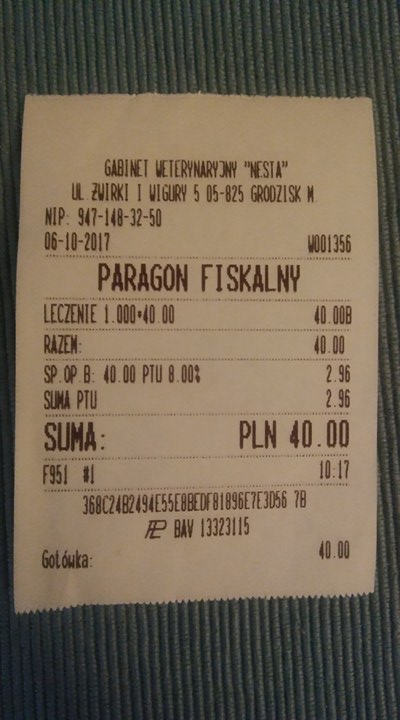 GABINET WETERYNARYJNY "NESTA"
UL. ŻWIRKI I WIGURY 5 05-825 GRODZISK M.
NIP: 947-148-32-50
06-10-2017 W001356
PARAGON FISKALNY
LECZENIE 1.000*40.00 40.00B
RAZEM: 40.00
SP.OP.B: 40.00 PTU 8.00% 2.96
SUMA PTU 2.96
SUMA: PLN 40.00
F951 #1 10:17
368C24B2494E55E8BEDF81896E7E3D56 7B
BAV 13323115
Gotówka: 40.00